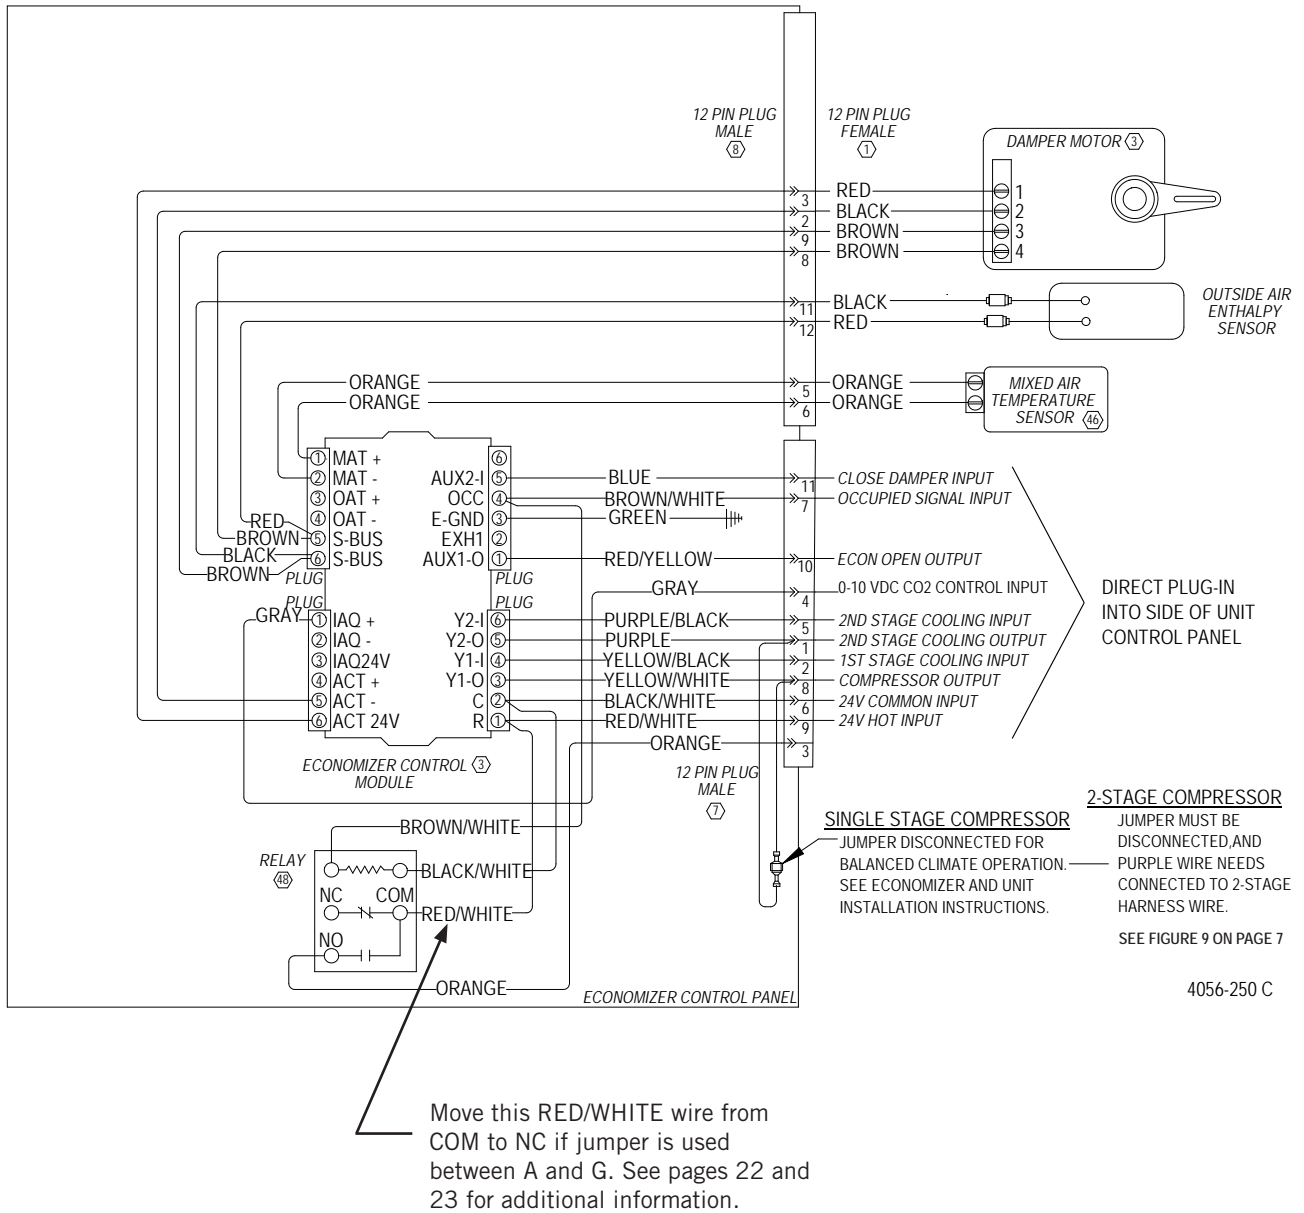 12 PIN PLUG
MALE
8
12 PIN PLUG
FEMALE
1
DAMPER MOTOR 3
3 RED 1
2 BLACK 2
9 BROWN 3
8 BROWN 4
11 BLACK
12 RED
OUTSIDE AIR
ENTHALPY
SENSOR
ORANGE 5 ORANGE
ORANGE 6 ORANGE
MIXED AIR
TEMPERATURE
SENSOR 46
1 MAT + 6
2 MAT - AUX2-I 5 BLUE 11 CLOSE DAMPER INPUT
3 OAT + OCC 4 BROWN/WHITE 7 OCCUPIED SIGNAL INPUT
RED 4 OAT - E-GND 3 GREEN
BROWN 5 S-BUS EXH1 2
BLACK 6 S-BUS AUX1-O 1 RED/YELLOW 10 ECON OPEN OUTPUT
BROWN PLUG PLUG
GRAY 4 0-10 VDC CO2 CONTROL INPUT
PLUG PLUG
GRAY 1 IAQ + Y2-I 6 PURPLE/BLACK 5 2ND STAGE COOLING INPUT
2 IAQ - Y2-O 5 PURPLE 1 2ND STAGE COOLING OUTPUT
3 IAQ24V Y1-I 4 YELLOW/BLACK 2 1ST STAGE COOLING INPUT
4 ACT + Y1-O 3 YELLOW/WHITE 8 COMPRESSOR OUTPUT
5 ACT - C 2 BLACK/WHITE 6 24V COMMON INPUT
6 ACT 24V R 1 RED/WHITE 9 24V HOT INPUT
ORANGE 3
DIRECT PLUG-IN
INTO SIDE OF UNIT
CONTROL PANEL
ECONOMIZER CONTROL 3
MODULE
12 PIN PLUG
MALE
7
BROWN/WHITE
RELAY
48
BLACK/WHITE
NC COM
RED/WHITE
NO
ORANGE
ECONOMIZER CONTROL PANEL
SINGLE STAGE COMPRESSOR
JUMPER DISCONNECTED FOR
BALANCED CLIMATE OPERATION.
SEE ECONOMIZER AND UNIT
INSTALLATION INSTRUCTIONS.
2-STAGE COMPRESSOR
JUMPER MUST BE
DISCONNECTED,AND
PURPLE WIRE NEEDS
CONNECTED TO 2-STAGE
HARNESS WIRE.
SEE FIGURE 9 ON PAGE 7
4056-250 C
Move this RED/WHITE wire from
COM to NC if jumper is used
between A and G. See pages 22 and
23 for additional information.